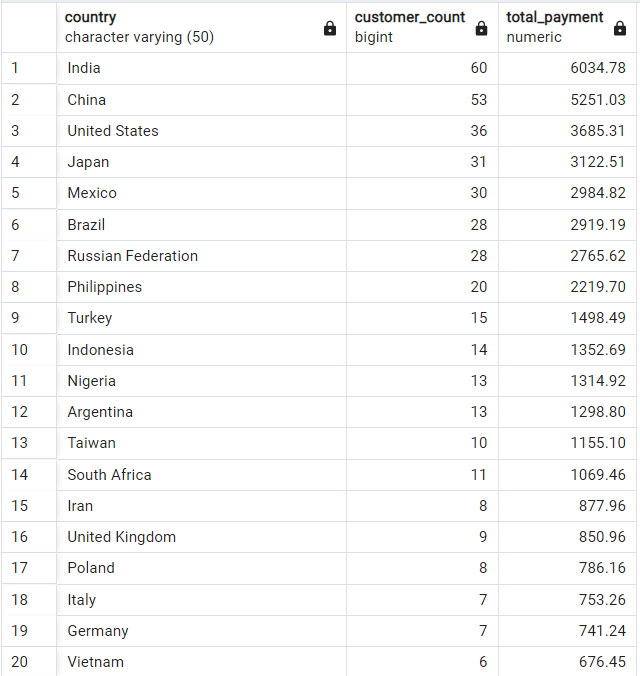 country customer_count total_payment
character varying (50) bigint numeric
1 India 60 6034.78
2 China 53 5251.03
3 United States 36 3685.31
4 Japan 31 3122.51
5 Mexico 30 2984.82
6 Brazil 28 2919.19
7 Russian Federation 28 2765.62
8 Philippines 20 2219.70
9 Turkey 15 1498.49
10 Indonesia 14 1352.69
11 Nigeria 13 1314.92
12 Argentina 13 1298.80
13 Taiwan 10 1155.10
14 South Africa 11 1069.46
15 Iran 8 877.96
16 United Kingdom 9 850.96
17 Poland 8 786.16
18 Italy 7 753.26
19 Germany 7 741.24
20 Vietnam 6 676.45